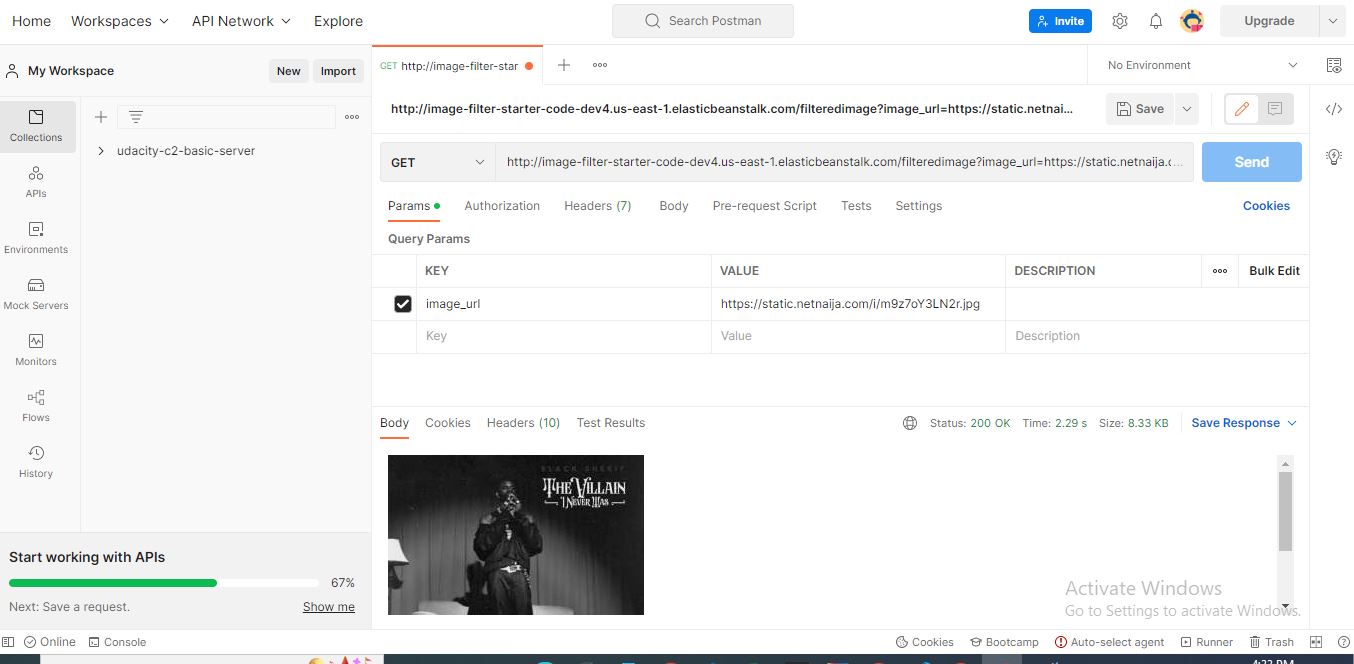 Home Workspaces API Network Explore Search Postman Invite Upgrade
My Workspace New Import GET http://image-filter-star No Environment
http://image-filter-starter-code-dev4.us-east-1.elasticbeanstalk.com/filteredimage?image_url=https://static.netnai... Save
Collections
udacity-c2-basic-server
GET http://image-filter-starter-code-dev4.us-east-1.elasticbeanstalk.com/filteredimage?image_url=https://static.netnaija.c... Send
APIs
Params Authorization Headers (7) Body Pre-request Script Tests Settings Cookies
Query Params
Environments
KEY VALUE DESCRIPTION Bulk Edit
image_url https://static.netnaija.com/i/m9z7oY3LN2r.jpg
Mock Servers
Key Value Description
Monitors
Flows
Body Cookies Headers (10) Test Results Status: 200 OK Time: 2.29 s Size: 8.33 KB Save Response
History
BLACK SHERIF
THE VILLAIN
I NEVER WAS
Start working with APIs
67%
Next: Save a request. Show me
Activate Windows
Go to Settings to activate Windows.
Online Console Cookies Bootcamp Auto-select agent Runner Trash
4:22 PM